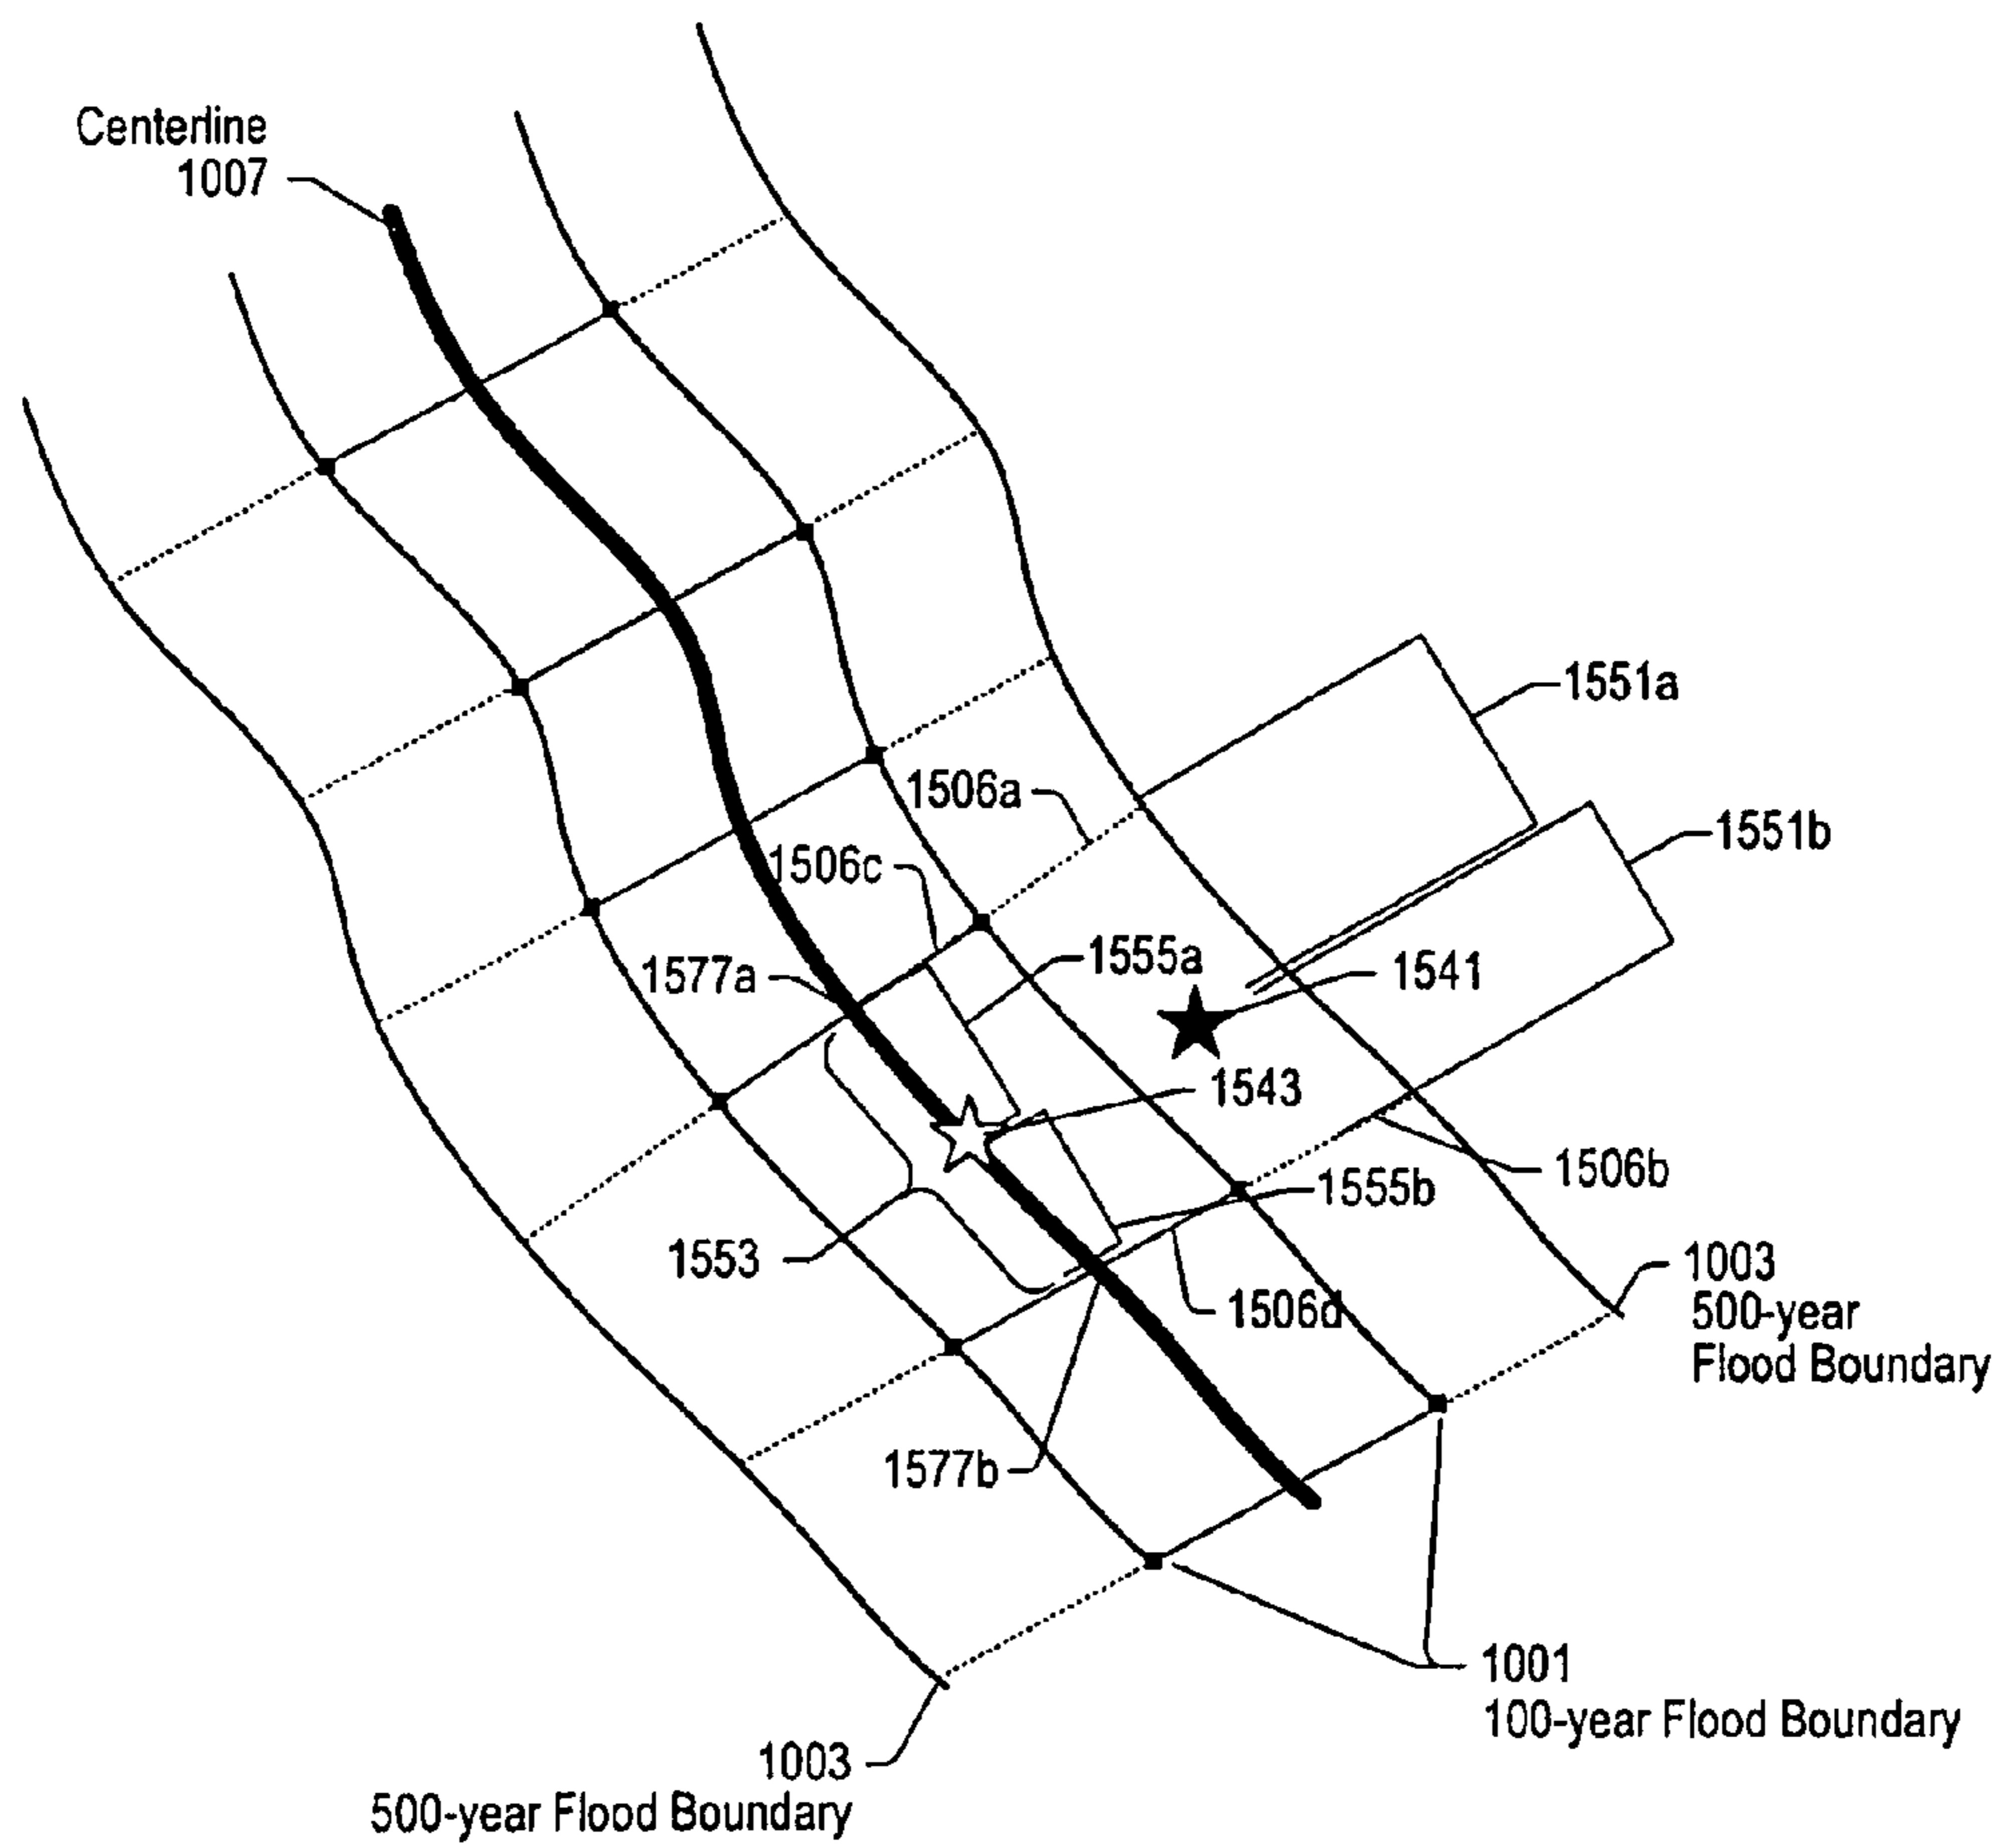 Centerline
1007
1551a
1506a
1551b
1506c
1555a
1577a
1541
1543
1506b
1555b
1553
1003
500-year
Flood Boundary
1506d
1577b
1001
100-year Flood Boundary
1003
500-year Flood Boundary